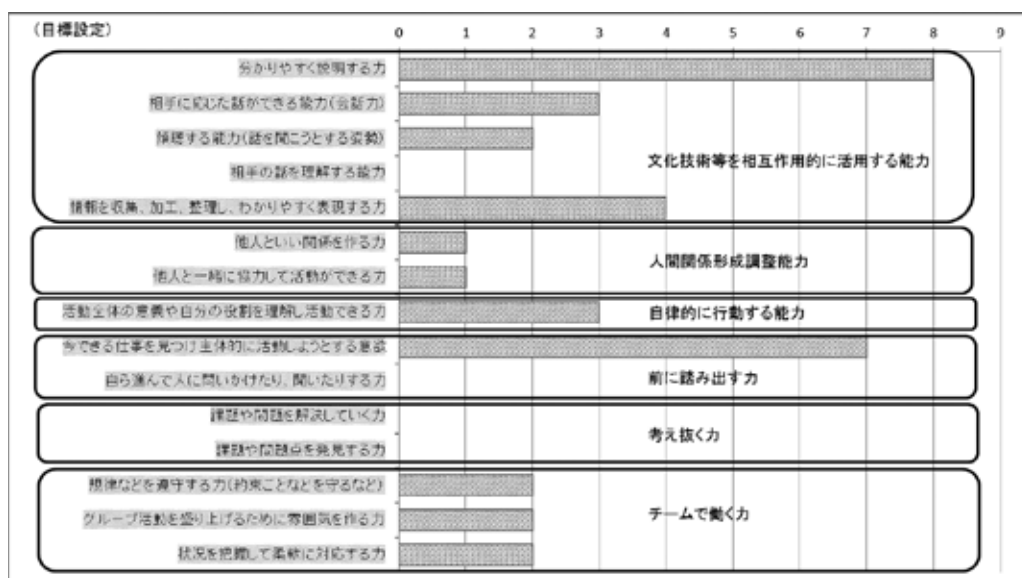 (目標設定)
0 1 2 3 4 5 6 7 8 9
分かりやすく説明する力
相手に応じた話ができる能力(会話力)
傾聴する能力(話を聞こうとする姿勢)
相手の話を理解する能力
情報を収集、加工、整理し、わかりやすく表現する力
文化技術等を相互作用的に活用する能力
他人といい関係を作る力
他人と一緒に協力して活動ができる力
人間関係形成調整能力
活動全体の意義や自分の役割を理解し活動できる力
自律的に行動する能力
今できる仕事を見つけ主体的に活動しようとする意欲
自ら進んで人に問いかけたり、聞いたりする力
前に踏み出す力
課題や問題を解決していく力
課題や問題点を発見する力
考え抜く力
規律などを遵守する力(約束ごとなどを守るなど)
グループ活動を盛り上げるために雰囲気を作る力
状況を把握して柔軟に対応する力
チームで働く力